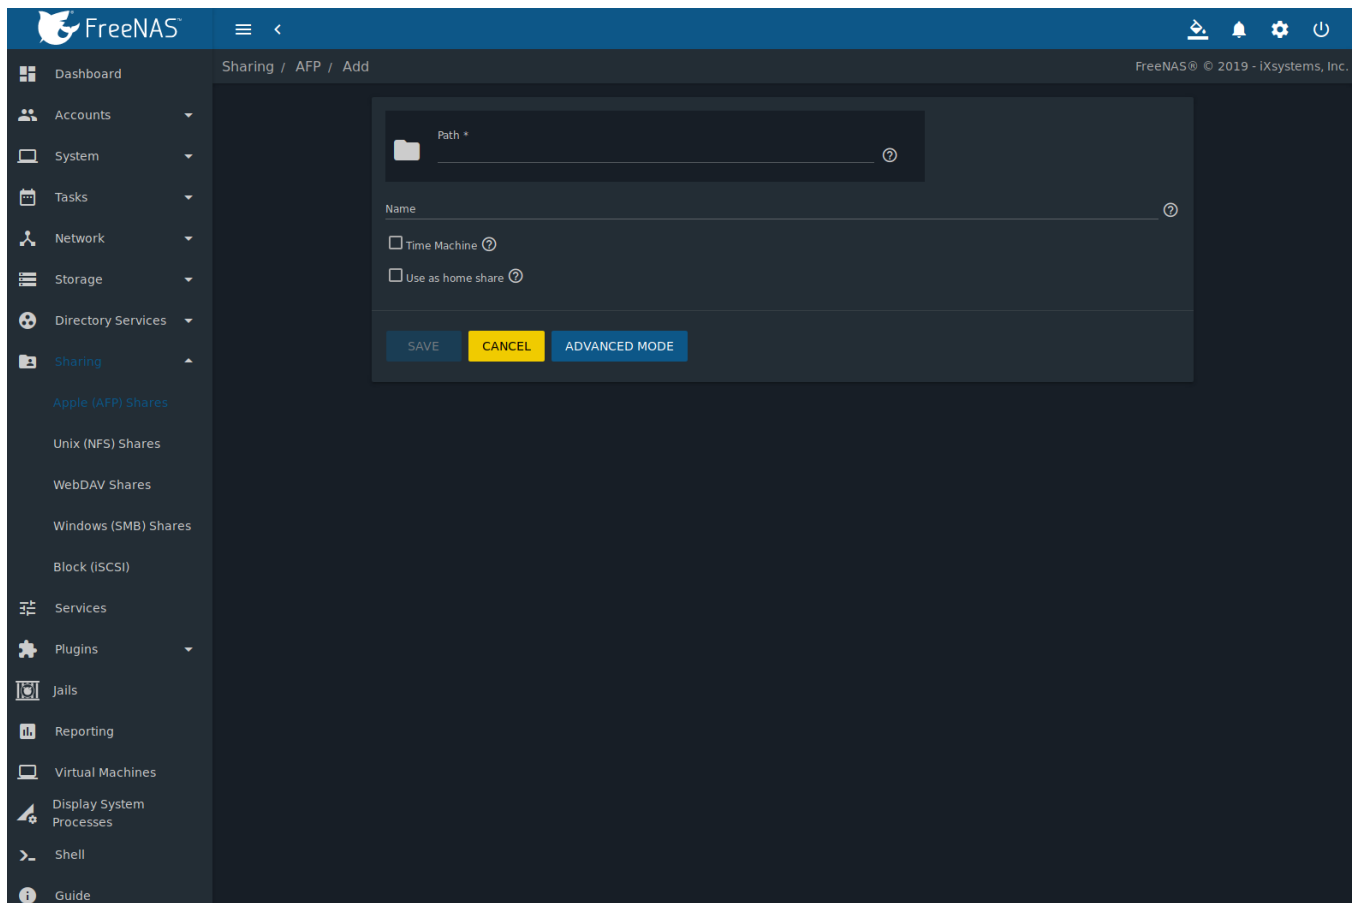 FreeNAS™
Sharing / AFP / Add
FreeNAS® © 2019 - iXsystems, Inc.
Dashboard
Accounts
System
Tasks
Network
Storage
Directory Services
Sharing
Apple (AFP) Shares
Unix (NFS) Shares
WebDAV Shares
Windows (SMB) Shares
Block (iSCSI)
Services
Plugins
Jails
Reporting
Virtual Machines
Display System
Processes
Shell
Guide
Path *
Name
Time Machine
Use as home share
SAVE CANCEL ADVANCED MODE